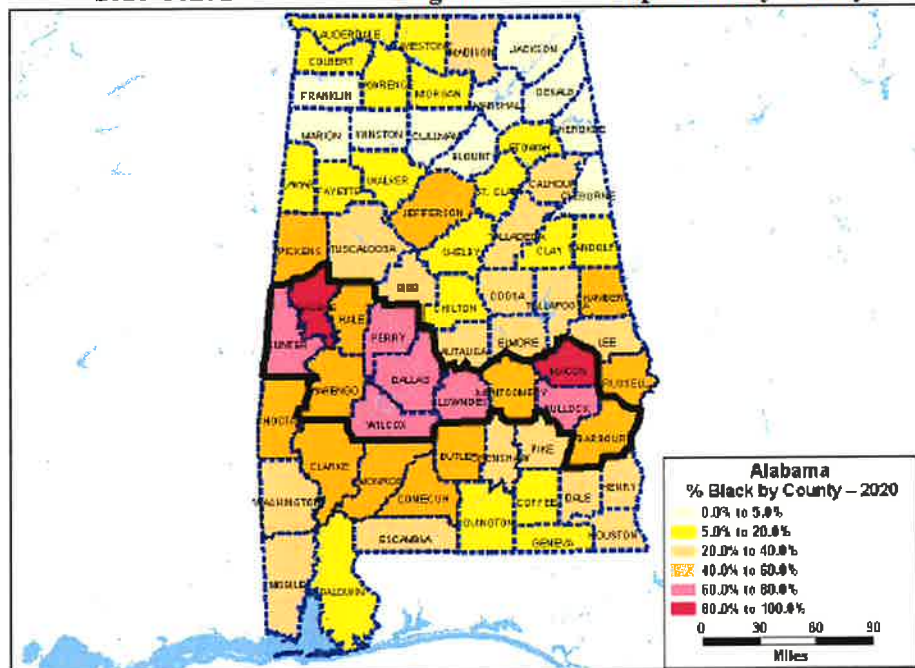 LAUDERDALE
MADISON
JACKSON
COLBERT
FRANKLIN
MORGAN
MARSHALL
DEKALB
MARION
WINSTON
CULLMAN
CHEROKEE
BLOUNT
ETOWAH
FAYETTE
WALKER
ST. CLAIR
CALHOUN
CLEBURNE
JEFFERSON
PICKENS
TUSCALOOSA
SHELBY
TALLADEGA
CLAY
RANDOLPH
BIBB
CHILTON
COOSA
TALLAPOOSA
CHAMBERS
HALE
PERRY
SUMTER
AUTAUGA
ELMORE
LEE
MACON
DALLAS
MARENGO
LOWNDES
MONTGOMERY
RUSSELL
CHOCTAW
WILCOX
BULLOCK
BARBOUR
CLARKE
BUTLER
CRENSHAW
PIKE
MONROE
CONECUH
WASHINGTON
COFFEE
DALE
HENRY
COVINGTON
ESCAMBIA
GENEVA
HOUSTON
MOBILE
BALDWIN
Alabama
% Black by County – 2020
0.0% to 5.0%
5.0% to 20.0%
20.0% to 40.0%
40.0% to 60.0%
60.0% to 80.0%
80.0% to 100.0%
0 30 60 90
Miles